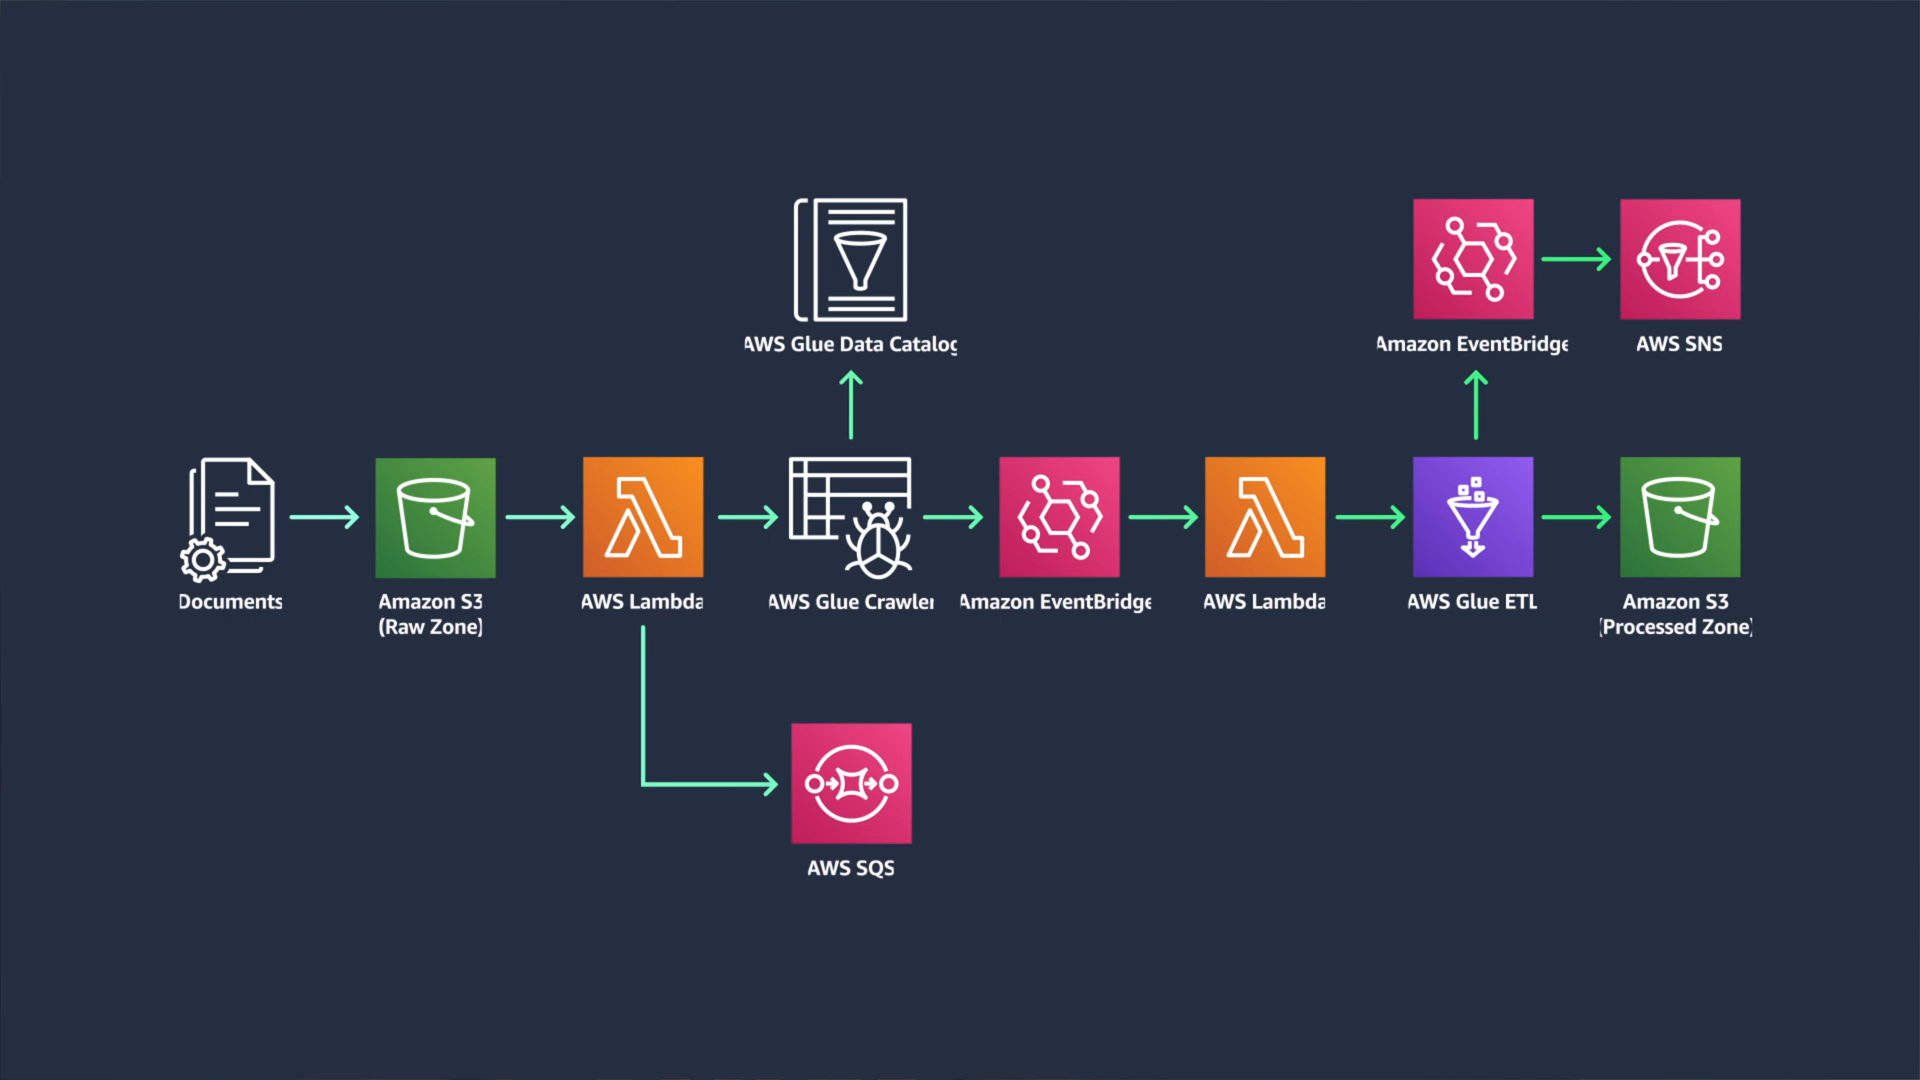 AWS Glue Data Catalog
Amazon EventBridge
AWS SNS
Documents
Amazon S3
(Raw Zone)
AWS Lambda
AWS Glue Crawler
Amazon EventBridge
AWS Lambda
AWS Glue ETL
Amazon S3
(Processed Zone)
AWS SQS